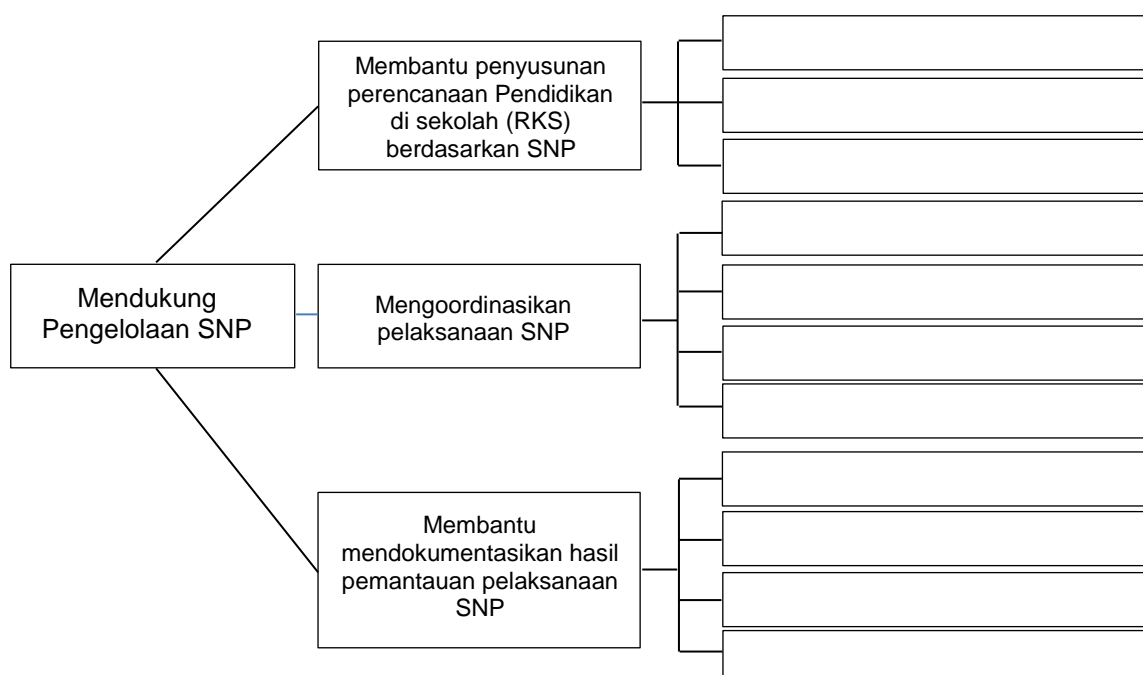 Membantu penyusunan
perencanaan Pendidikan
di sekolah (RKS)
berdasarkan SNP
Mendukung
Pengelolaan SNP
Mengoordinasikan
pelaksanaan SNP
Membantu
mendokumentasikan hasil
pemantauan pelaksanaan
SNP